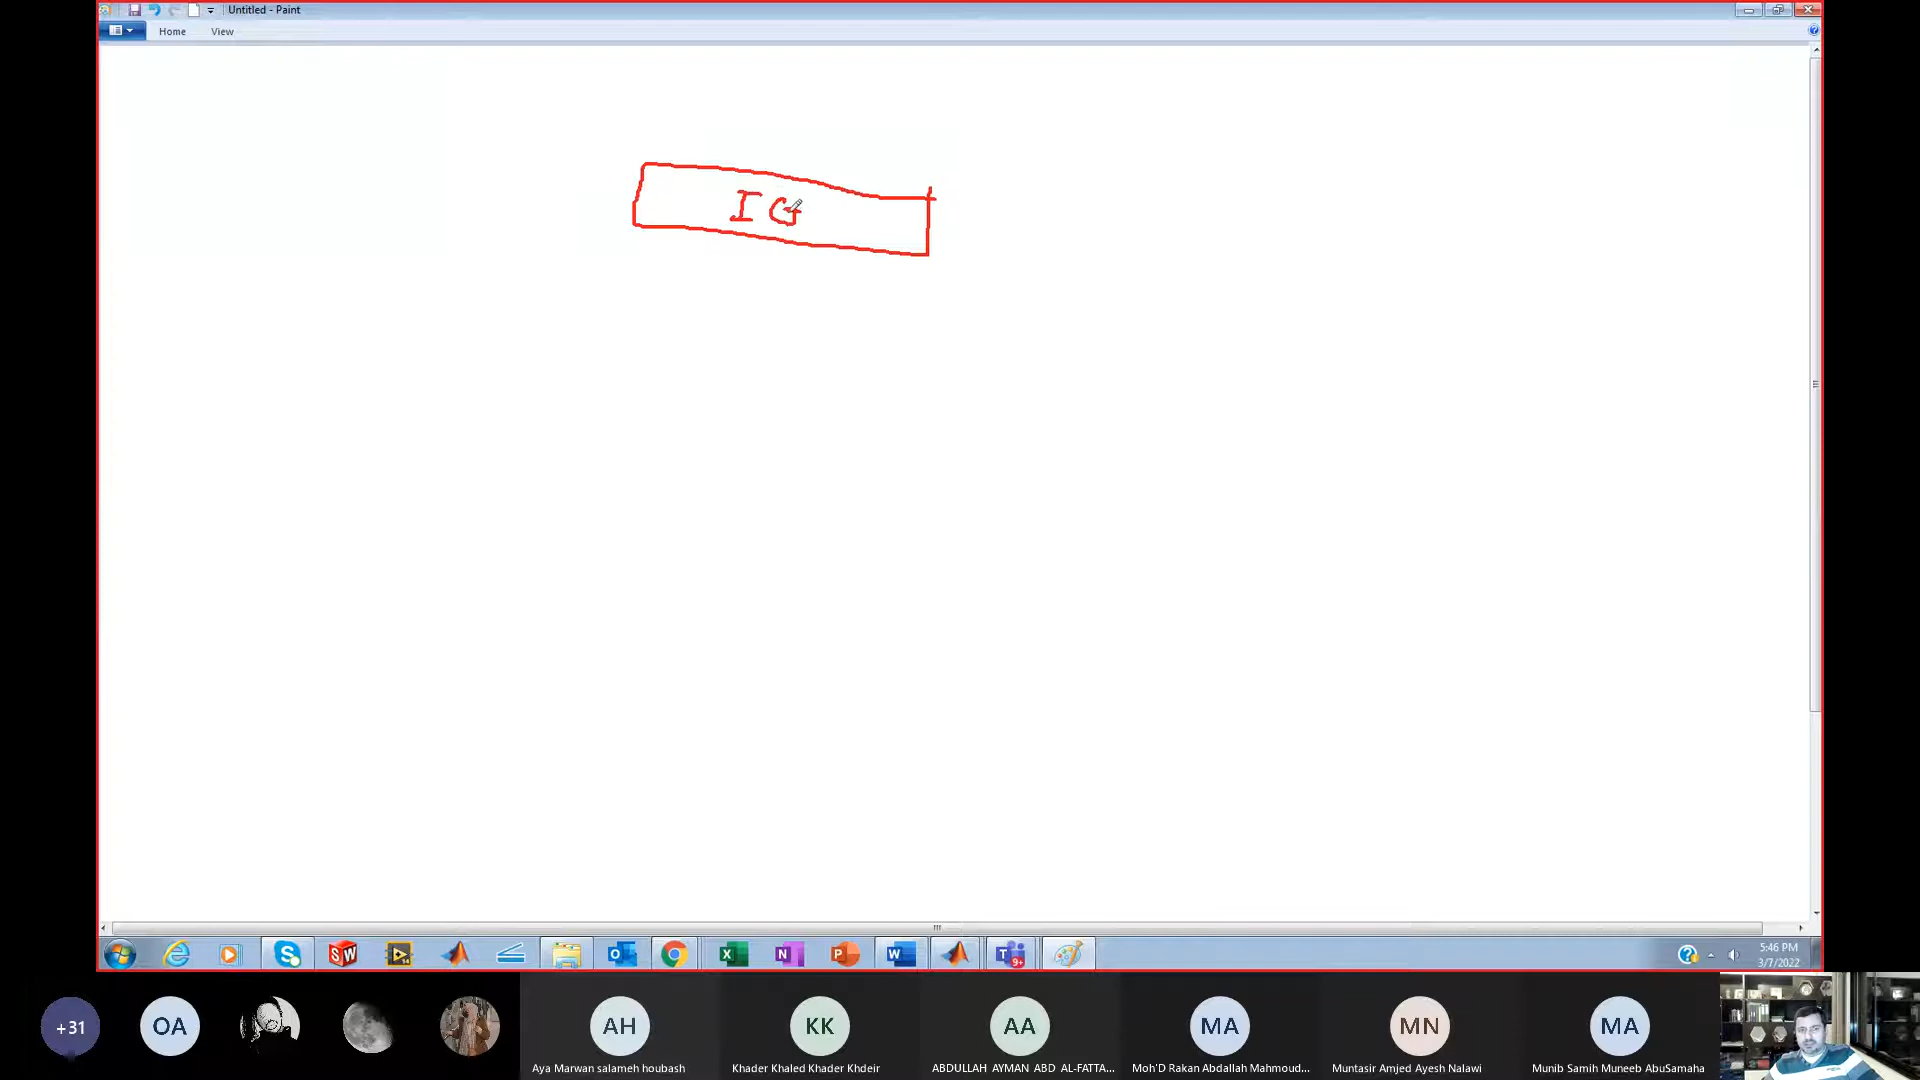 Untitled - Paint
Home View
IG
5:46 PM
3/7/2022
+31
OA
AH
KK
AA
MA
MN
MA
Aya Marwan salameh houbash
Khader Khaled Khader Khdeir
ABDULLAH AYMAN ABD AL-FATTA...
Moh'D Rakan Abdallah Mahmoud...
Muntasir Amjed Ayesh Nalawi
Munib Samih Muneeb AbuSamaha